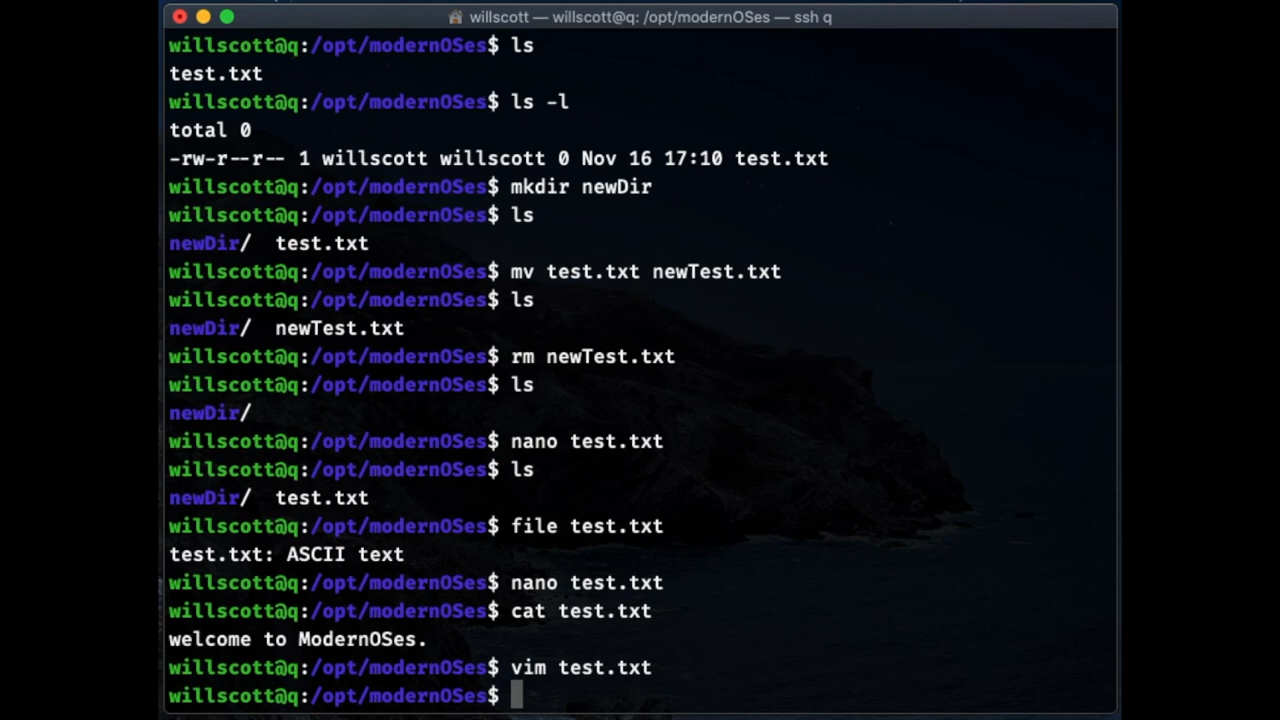 willscott — willscott@q: /opt/modernOSes — ssh q
willscott@q:/opt/modernOSes$ ls
test.txt
willscott@q:/opt/modernOSes$ ls -l
total 0
-rw-r--r-- 1 willscott willscott 0 Nov 16 17:10 test.txt
willscott@q:/opt/modernOSes$ mkdir newDir
willscott@q:/opt/modernOSes$ ls
newDir/  test.txt
willscott@q:/opt/modernOSes$ mv test.txt newTest.txt
willscott@q:/opt/modernOSes$ ls
newDir/  newTest.txt
willscott@q:/opt/modernOSes$ rm newTest.txt
willscott@q:/opt/modernOSes$ ls
newDir/
willscott@q:/opt/modernOSes$ nano test.txt
willscott@q:/opt/modernOSes$ ls
newDir/  test.txt
willscott@q:/opt/modernOSes$ file test.txt
test.txt: ASCII text
willscott@q:/opt/modernOSes$ nano test.txt
willscott@q:/opt/modernOSes$ cat test.txt
welcome to ModernOSes.
willscott@q:/opt/modernOSes$ vim test.txt
willscott@q:/opt/modernOSes$